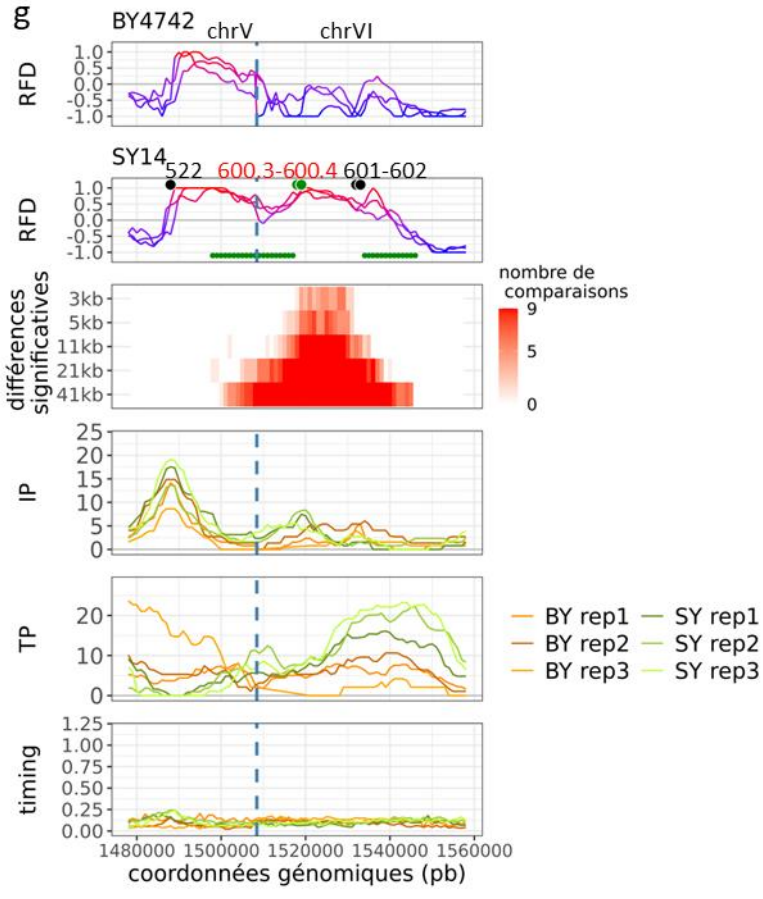 g
BY4742
chrV chrVI
RFD
1.0
0.5
0.0
-0.5
-1.0
SY14
522 600.3-600.4 601-602
RFD
1.0
0.5
0.0
-0.5
-1.0
différences
significatives
3kb
5kb
11kb
21kb
41kb
nombre de
comparaisons
9
5
0
IP
25
20
15
10
5
0
TP
20
10
0
BY rep1 SY rep1
BY rep2 SY rep2
BY rep3 SY rep3
timing
1.25
1.00
0.75
0.50
0.25
0.00
1480000 1500000 1520000 1540000 1560000
coordonnées génomiques (pb)